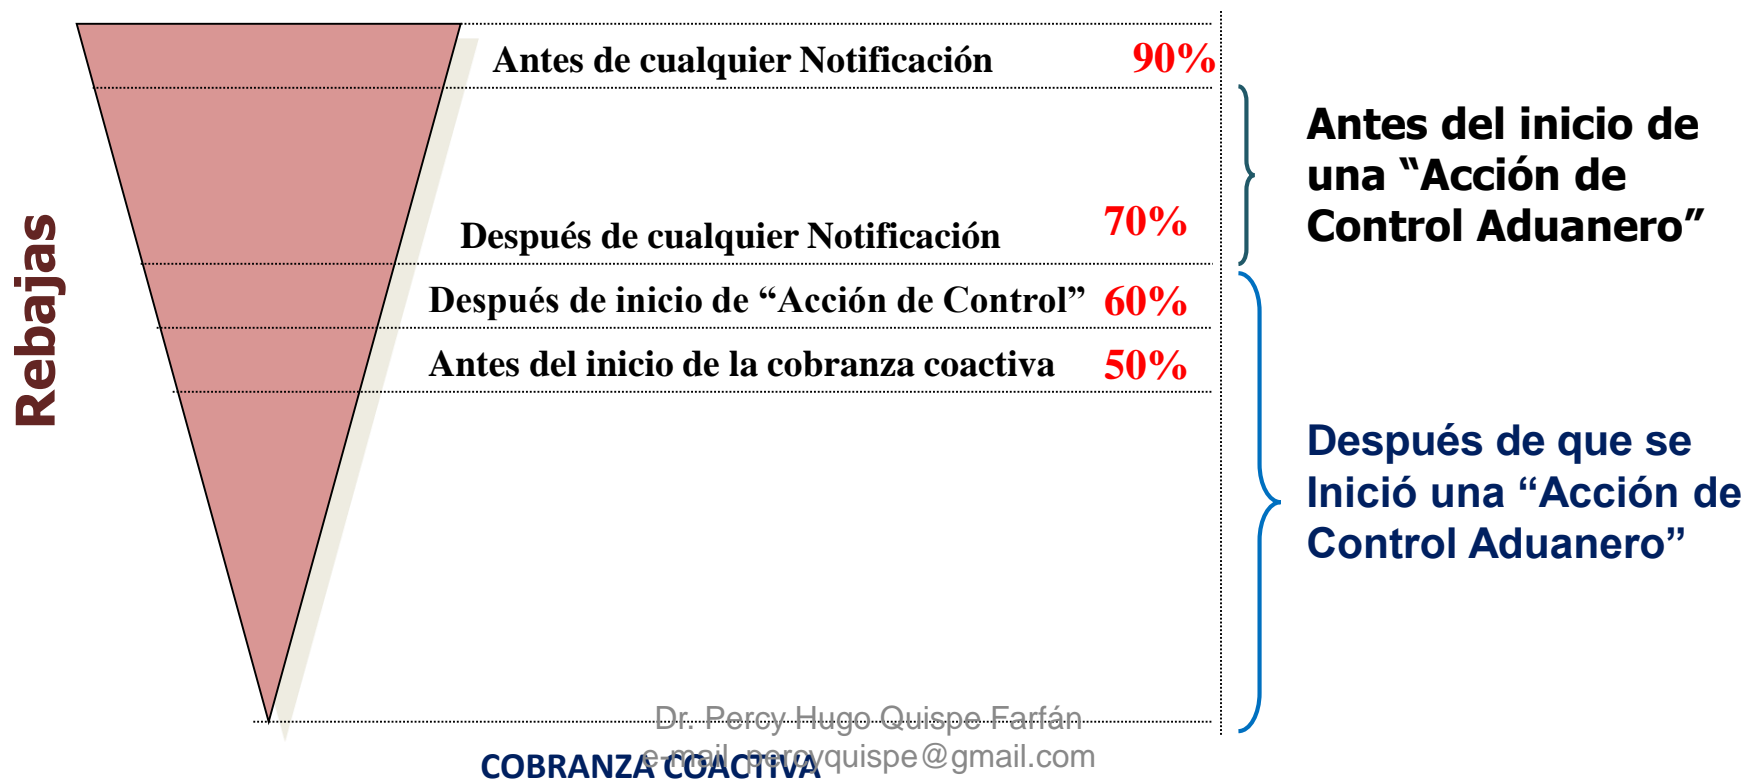 Rebajas
Antes de cualquier Notificación 90%
Después de cualquier Notificación 70%
Después de inicio de “Acción de Control” 60%
Antes del inicio de la cobranza coactiva 50%
Antes del inicio de
una “Acción de
Control Aduanero”
Después de que se
Inició una “Acción de
Control Aduanero”
Dr. Percy Hugo Quispe Farfán
e-mail percyquispe@gmail.com
COBRANZA COACTIVA